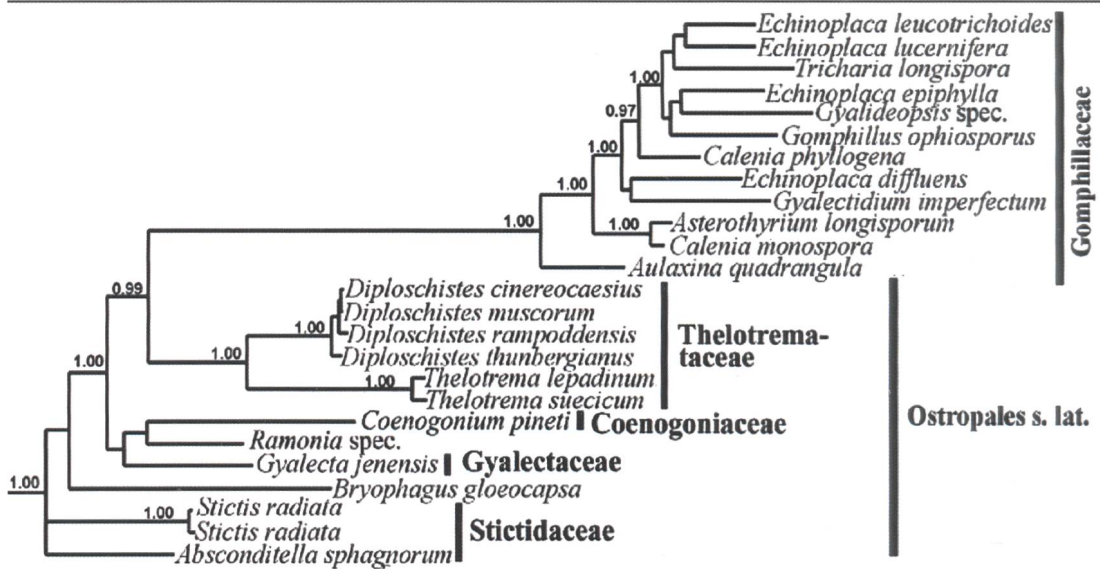 Echinoplaca leucotrichoides
Echinoplaca lucernifera
Tricharia longispora
1.00
Echinoplaca epiphylla
Gyalideopsis spec.
0.97
Gomphillus ophiosporus
1.00
Calenia phyllogena
Echinoplaca diffluens
1.00
Gyalectidium imperfectum
1.00
Asterothyrium longisporum
1.00
Calenia monospora
Aulaxina quadrangula
Gomphillaceae
0.99
Diploschistes cinereocaesius
Diploschistes muscorum
1.00
Diploschistes rampoddensis
1.00
Diploschistes thunbergianus
1.00
Thelotrema lepadinum
Thelotrema suecicum
Thelotrema-
taceae
1.00
Coenogonium pineti
Coenogoniaceae
Ramonia spec.
Gyalecta jenensis
Gyalectaceae
1.00
Bryophagus gloeocapsa
1.00
Stictis radiata
Stictis radiata
Absconditella sphagnorum
Stictidaceae
Ostropales s. lat.